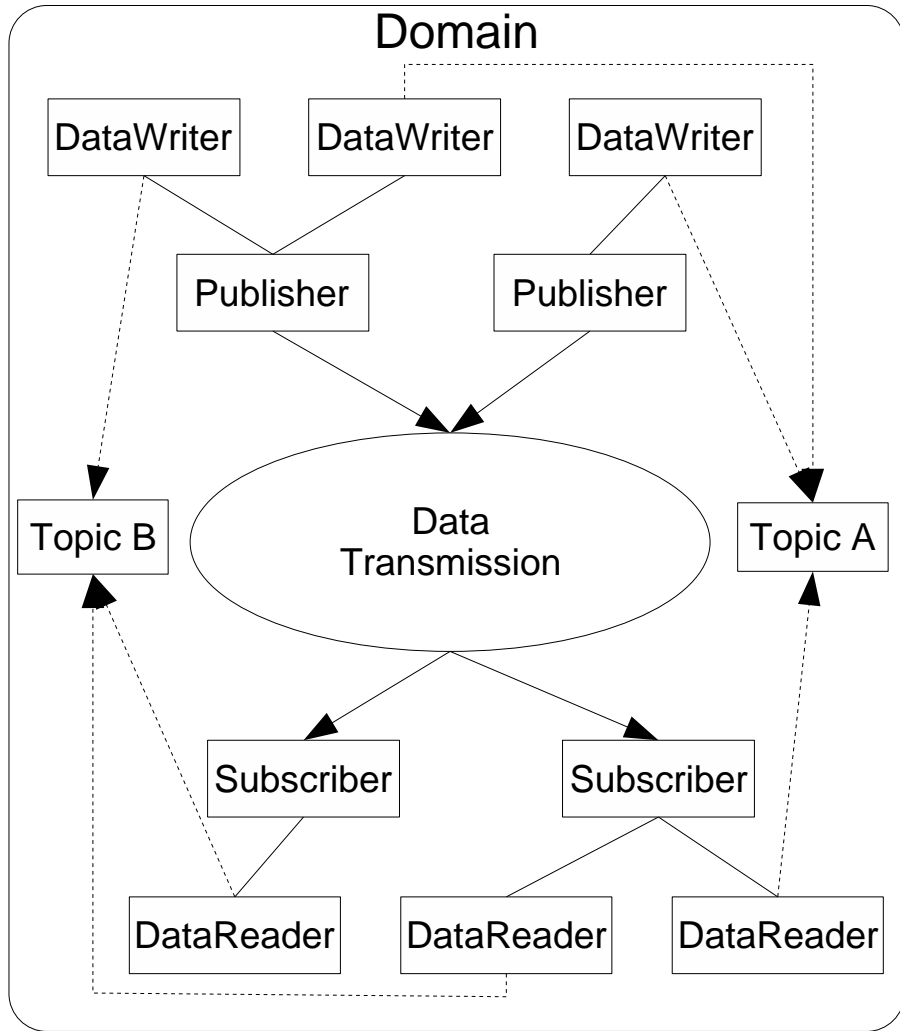 Domain
DataWriter
DataWriter
DataWriter
Publisher
Publisher
Topic B
Data
Transmission
Topic A
Subscriber
Subscriber
DataReader
DataReader
DataReader